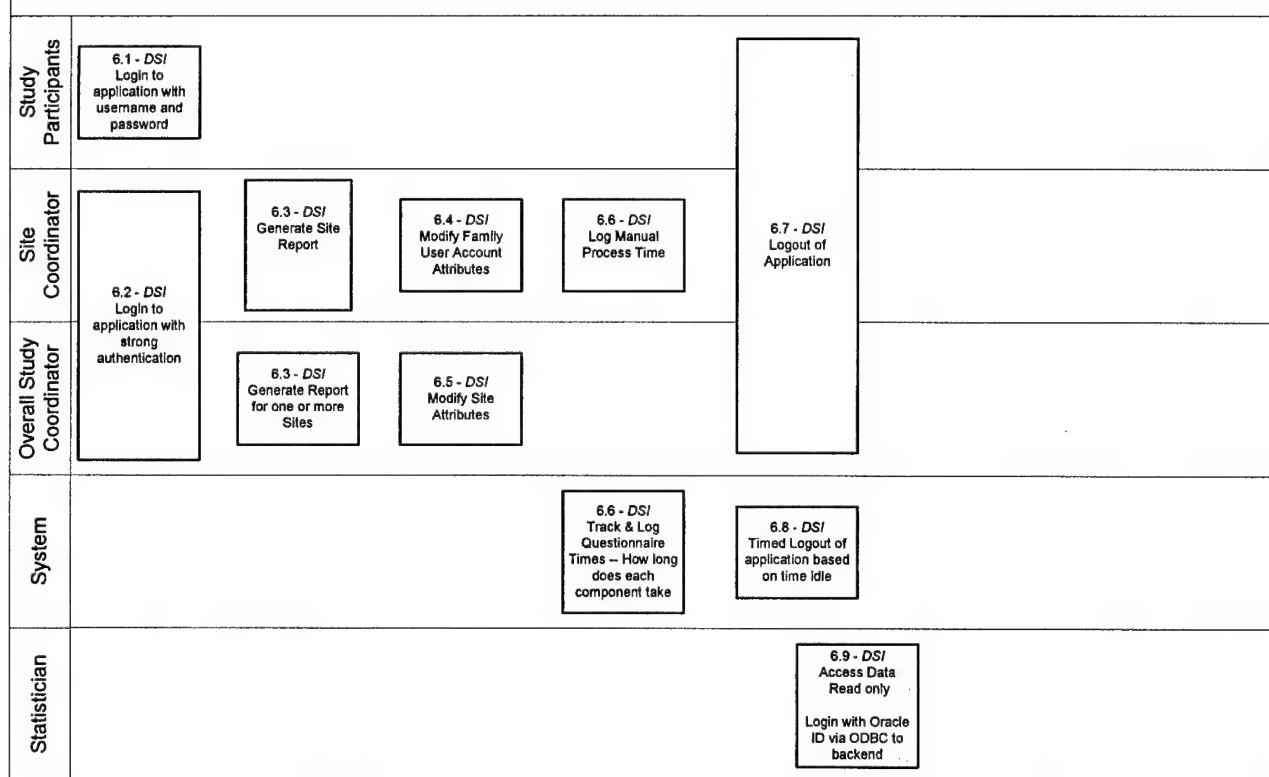 Study
Participants
6.1 - DSI
Login to
application with
username and
password
Site
Coordinator
6.2 - DSI
Login to
application with
strong
authentication
6.3 - DSI
Generate Site
Report
6.4 - DSI
Modify Family
User Account
Attributes
6.6 - DSI
Log Manual
Process Time
6.7 - DSI
Logout of
Application
Overall Study
Coordinator
6.3 - DSI
Generate Report
for one or more
Sites
6.5 - DSI
Modify Site
Attributes
System
6.6 - DSI
Track & Log
Questionnaire
Times -- How long
does each
component take
6.8 - DSI
Timed Logout of
application based
on time idle
Statistician
6.9 - DSI
Access Data
Read only
Login with Oracle
ID via ODBC to
backend